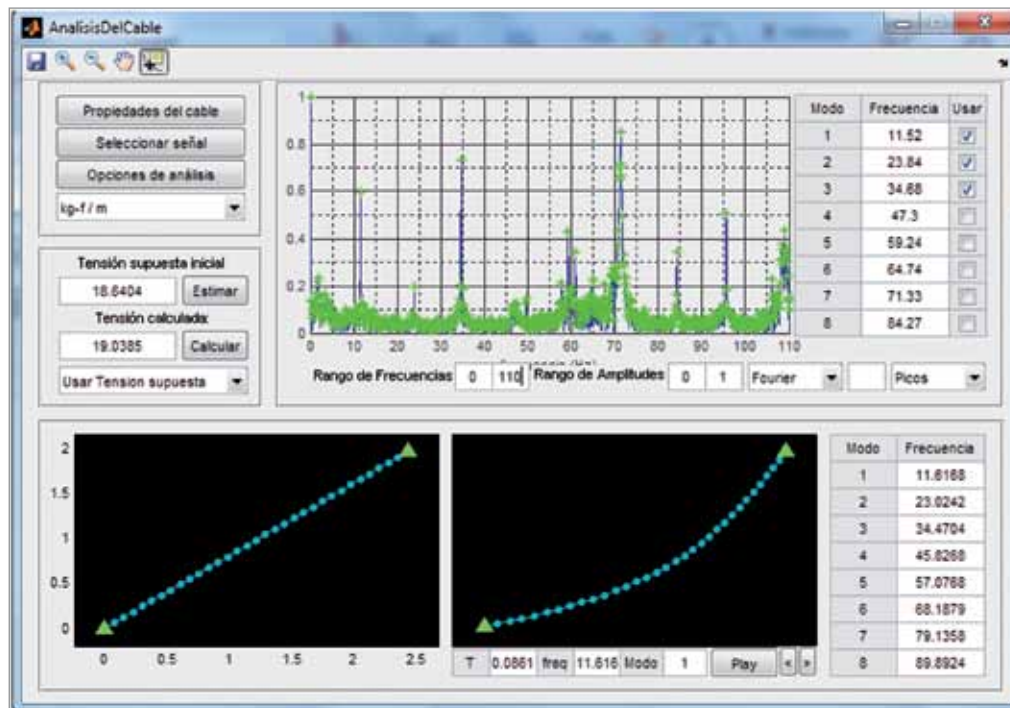 AnalisisDelCable
Propiedades del cable
Seleccionar señal
Opciones de análisis
kg-f / m
Tensión supuesta inicial
18.6404 Estimar
Tensión calculada
19.0385 Calcular
Usar Tension supuesta
1
0.8
0.6
0.4
0.2
0
0 10 20 30 40 50 60 70 80 90 100 110
Rango de Frecuencias 0 110 Rango de Amplitudes 0 1 Fourier Picos
Modo Frecuencia Usar
1 11.52
2 23.84
3 34.68
4 47.3
5 59.24
6 64.74
7 71.33
8 84.27
2
1.5
1
0.5
0
0 0.5 1 1.5 2 2.5
T 0.0861 freq 11.616 Modo 1 Play < >
Modo Frecuencia
1 11.6168
2 23.0242
3 34.4704
4 45.8268
5 57.0768
6 68.1879
7 79.1358
8 89.8924